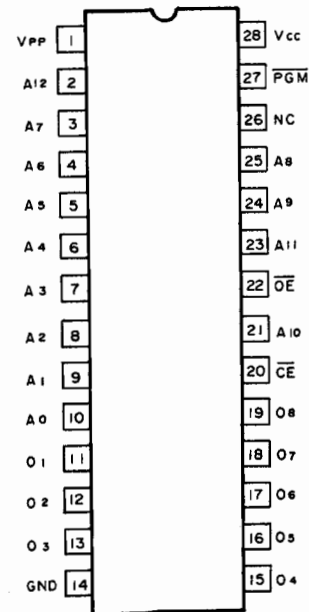 VPP 1 28 Vcc
A12 2 27 PGM
A7 3 26 NC
A6 4 25 A8
A5 5 24 A9
A4 6 23 A11
A3 7 22 OE
A2 8 21 A10
A1 9 20 CE
A0 10 19 O8
O1 11 18 O7
O2 12 17 O6
O3 13 16 O5
GND 14 15 O4